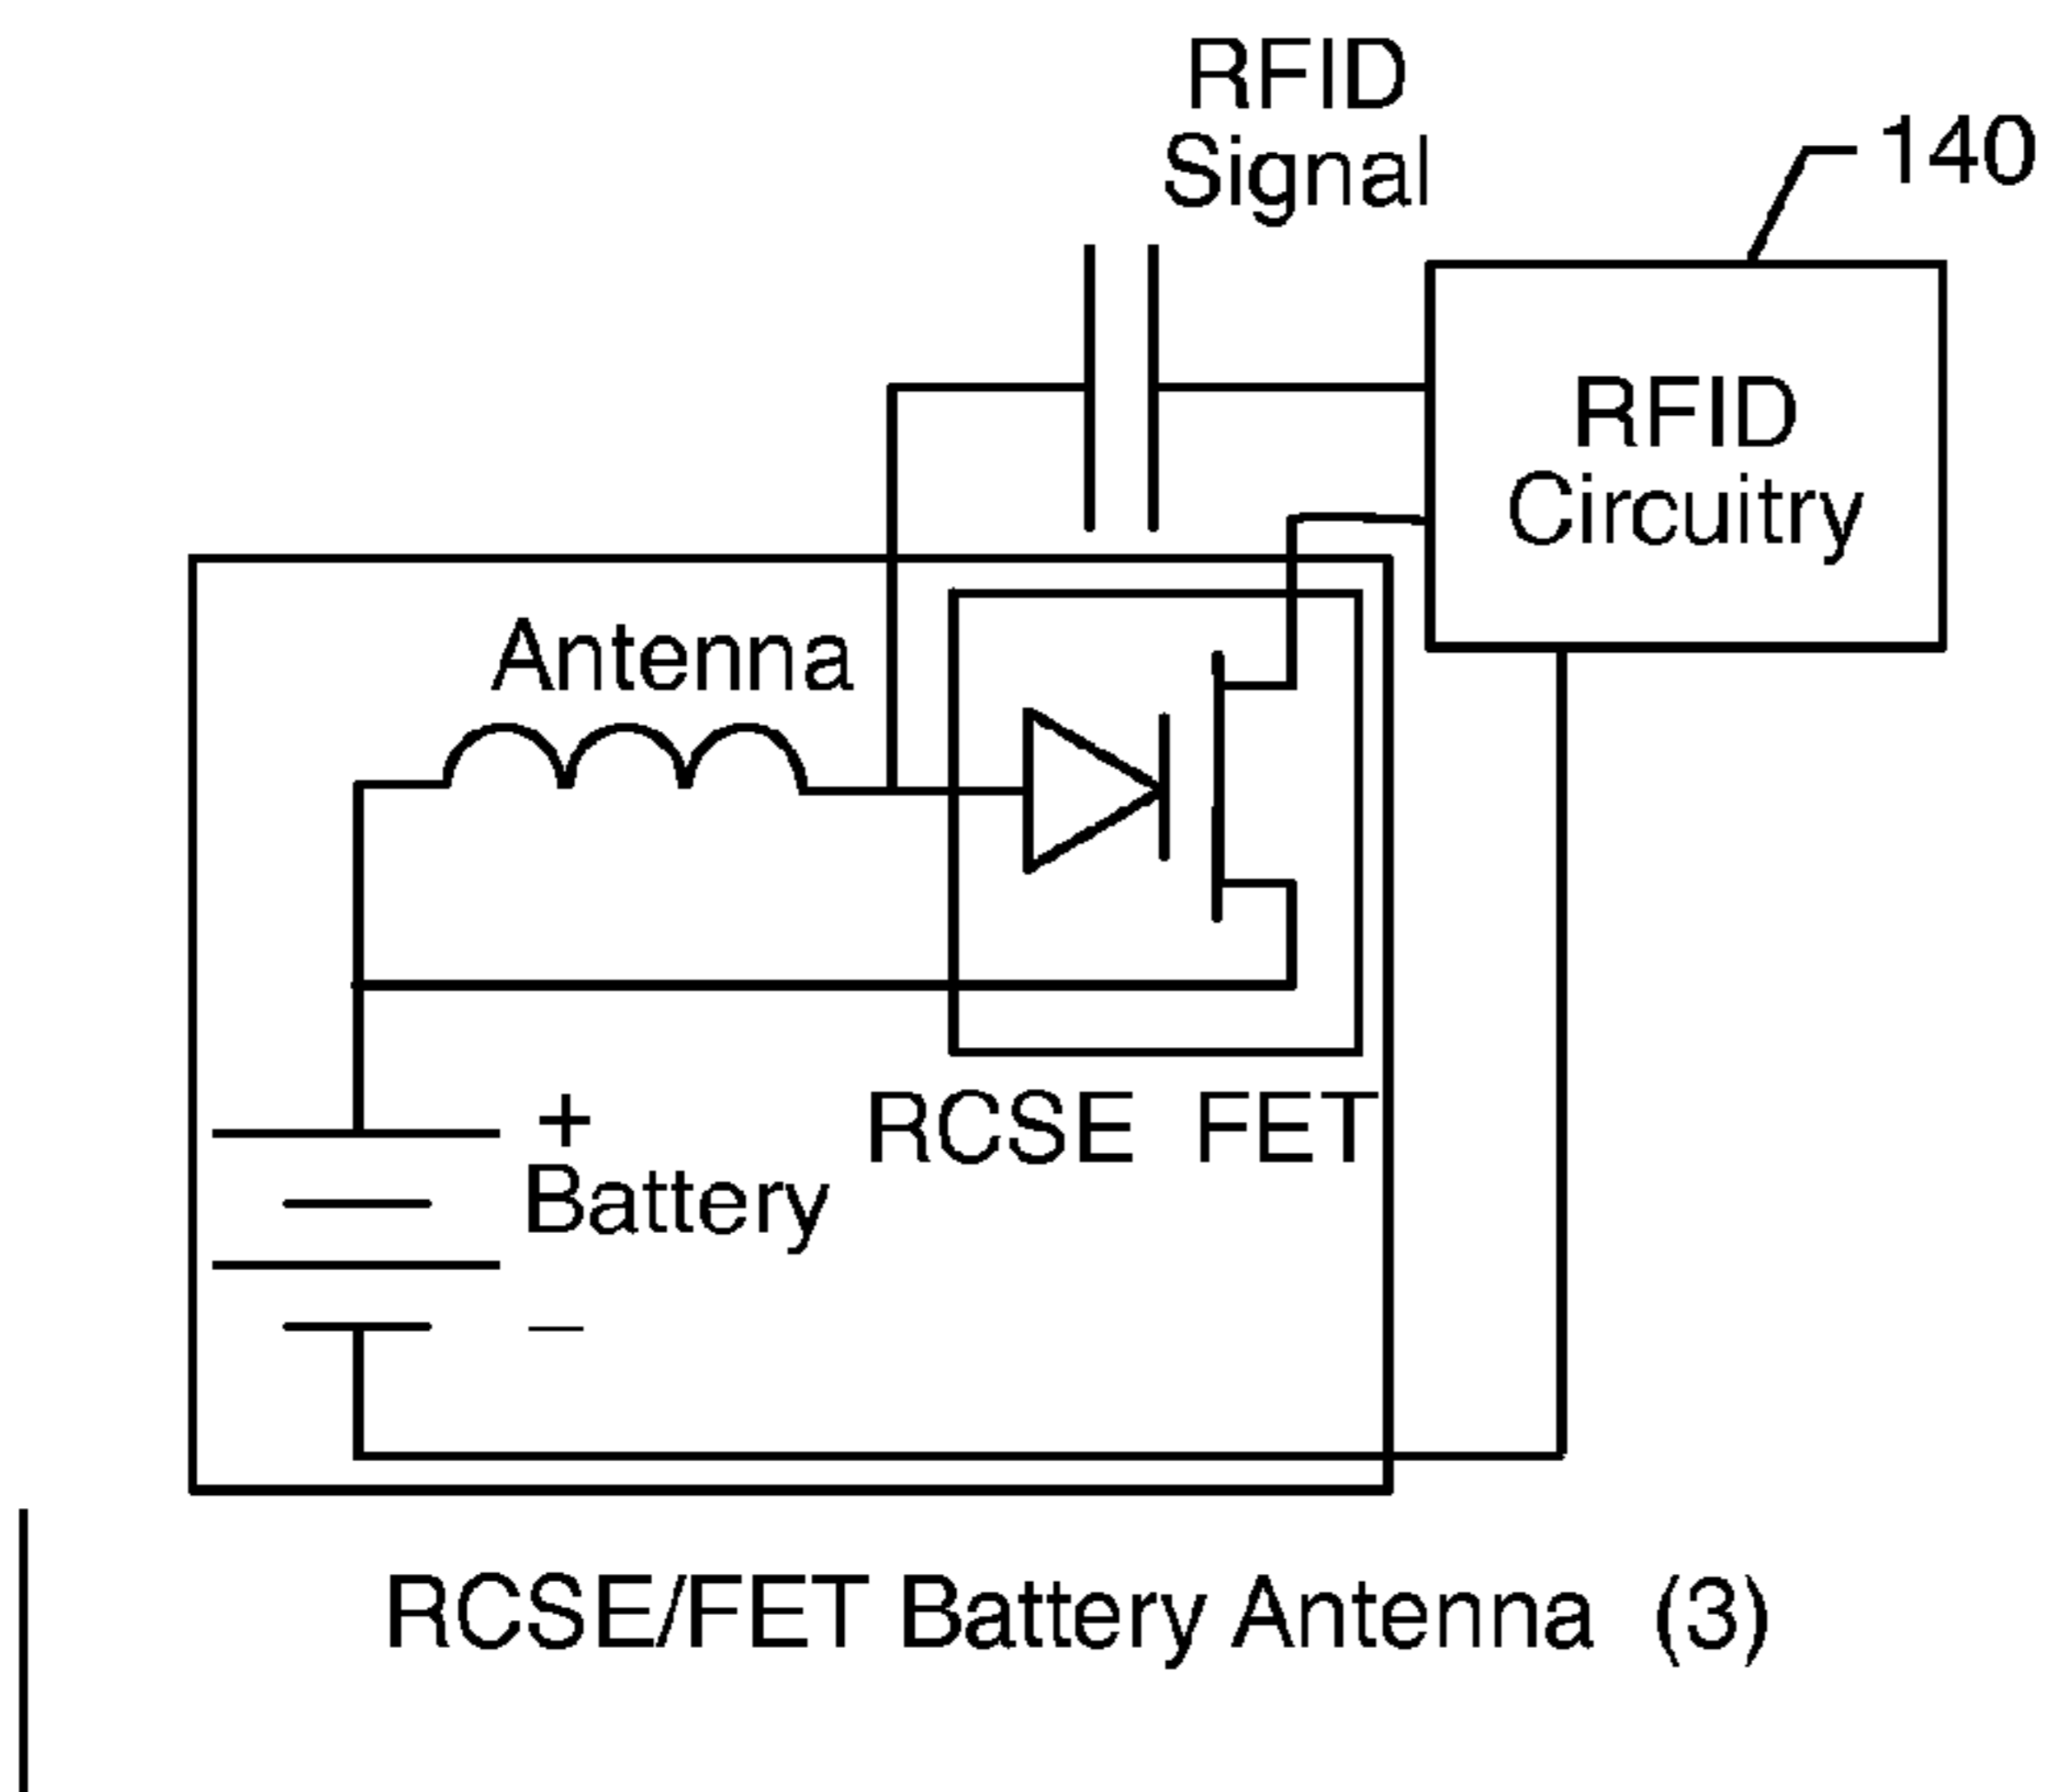 RFID
Signal
140
RFID
Circuitry
Antenna
RCSE FET
+
Battery
–
RCSE/FET Battery Antenna (3)